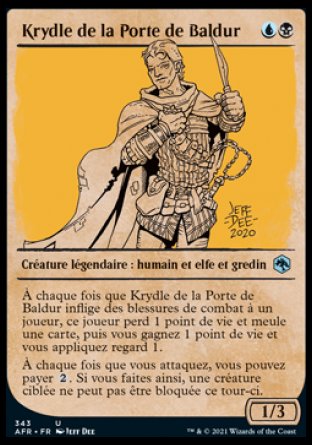 Krydle de la Porte de Baldur
JEFF
DEE
2020
Créature légendaire : humain et elfe et gredin
À chaque fois que Krydle de la Porte de
Baldur inflige des blessures de combat à un
joueur, ce joueur perd 1 point de vie et meule
une carte, puis vous gagnez 1 point de vie et
vous appliquez regard 1.
À chaque fois que vous attaquez, vous pouvez
payer 2. Si vous faites ainsi, une créature
ciblée ne peut pas être bloquée ce tour-ci.
1/3
343 U
AFR • FR Jeff Dee
™ & © 2021 Wizards of the Coast